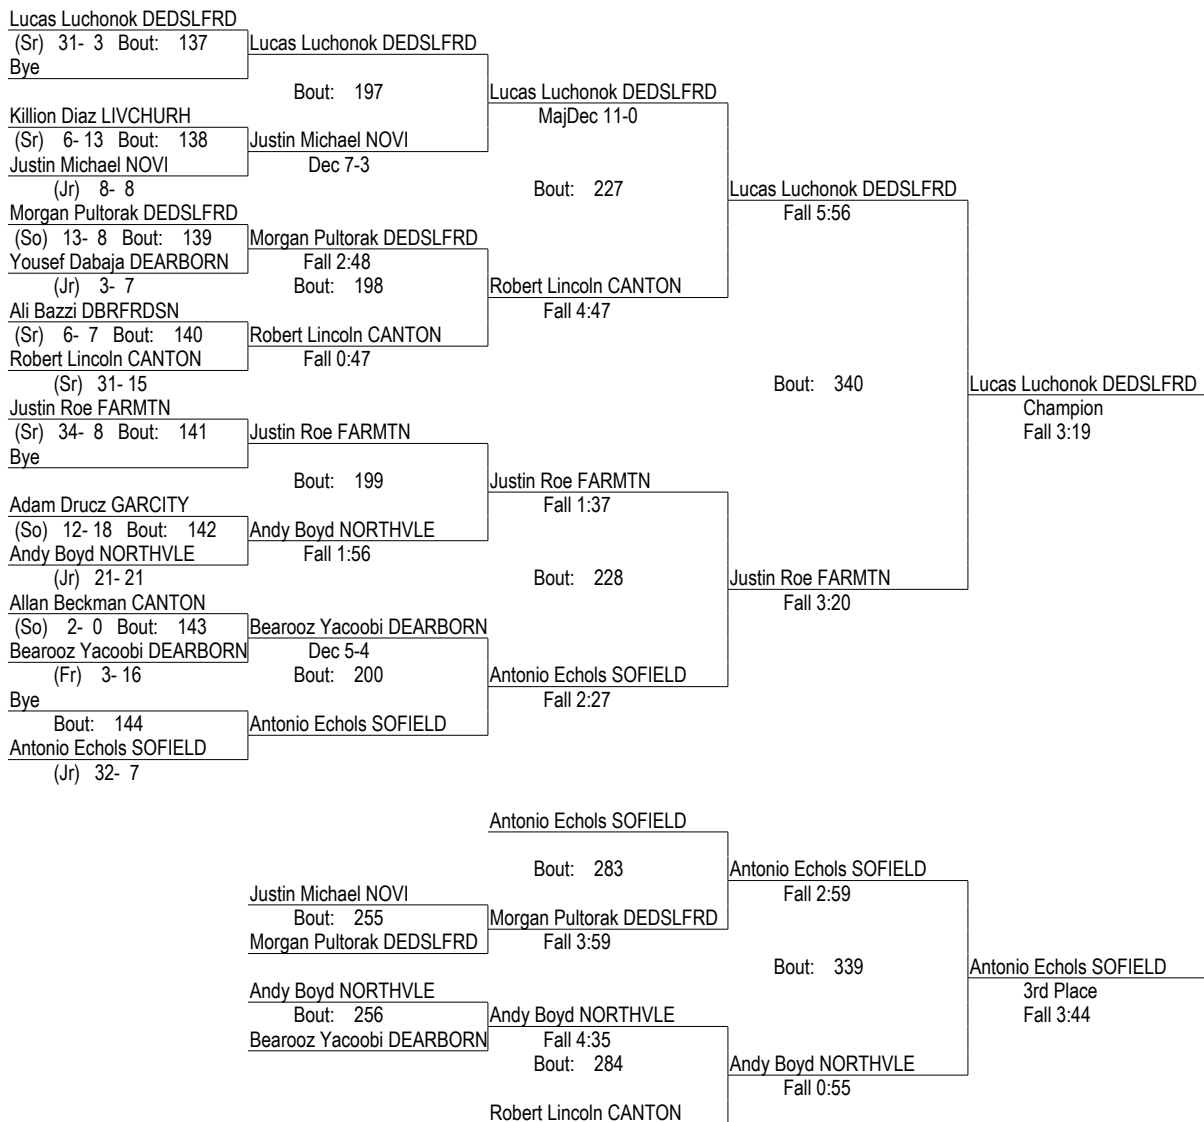 Lucas Luchonok DEDSLFRD
(Sr) 31- 3 Bout: 137 Lucas Luchonok DEDSLFRD
Bye
Bout: 197 Lucas Luchonok DEDSLFRD
Killion Diaz LIVCHURH MajDec 11-0
(Sr) 6- 13 Bout: 138 Justin Michael NOVI
Justin Michael NOVI Dec 7-3
(Jr) 8- 8 Bout: 227 Lucas Luchonok DEDSLFRD
Morgan Pultorak DEDSLFRD Fall 5:56
(So) 13- 8 Bout: 139 Morgan Pultorak DEDSLFRD
Yousef Dabaja DEARBORN Fall 2:48
(Jr) 3- 7 Bout: 198 Robert Lincoln CANTON
Ali Bazzi DBRFRDSN Fall 4:47
(Sr) 6- 7 Bout: 140 Robert Lincoln CANTON
Robert Lincoln CANTON Fall 0:47
(Sr) 31- 15 Bout: 340 Lucas Luchonok DEDSLFRD
Justin Roe FARMTN Champion
(Sr) 34- 8 Bout: 141 Justin Roe FARMTN Fall 3:19
Bye
Bout: 199 Justin Roe FARMTN
Adam Drucz GARCITY Fall 1:37
(So) 12- 18 Bout: 142 Andy Boyd NORTHVLE
Andy Boyd NORTHVLE Fall 1:56
(Jr) 21- 21 Bout: 228 Justin Roe FARMTN
Allan Beckman CANTON Fall 3:20
(So) 2- 0 Bout: 143 Bearooz Yacoobi DEARBORN
Bearooz Yacoobi DEARBORN Dec 5-4
(Fr) 3- 16 Bout: 200 Antonio Echols SOFIELD
Bye Fall 2:27
Bout: 144 Antonio Echols SOFIELD
Antonio Echols SOFIELD
(Jr) 32- 7
Antonio Echols SOFIELD
Bout: 283 Antonio Echols SOFIELD
Justin Michael NOVI Fall 2:59
Bout: 255 Morgan Pultorak DEDSLFRD
Morgan Pultorak DEDSLFRD Fall 3:59
Bout: 339 Antonio Echols SOFIELD
Andy Boyd NORTHVLE 3rd Place
Bout: 256 Andy Boyd NORTHVLE Fall 3:44
Bearooz Yacoobi DEARBORN Fall 4:35
Bout: 284 Andy Boyd NORTHVLE
Fall 0:55
Robert Lincoln CANTON